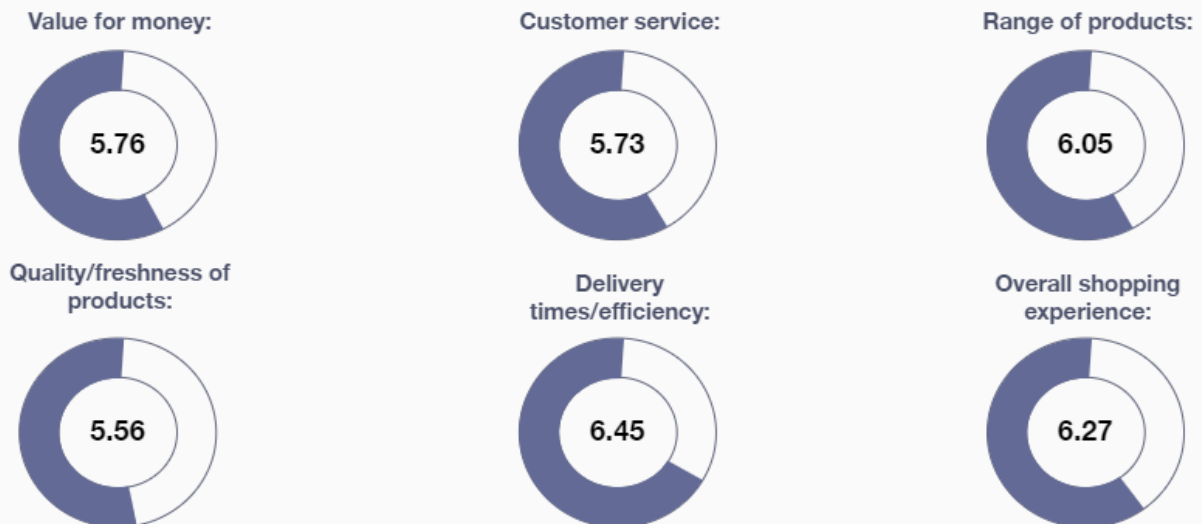 Value for money:
5.76
Customer service:
5.73
Range of products:
6.05
Quality/freshness of
products:
5.56
Delivery
times/efficiency:
6.45
Overall shopping
experience:
6.27